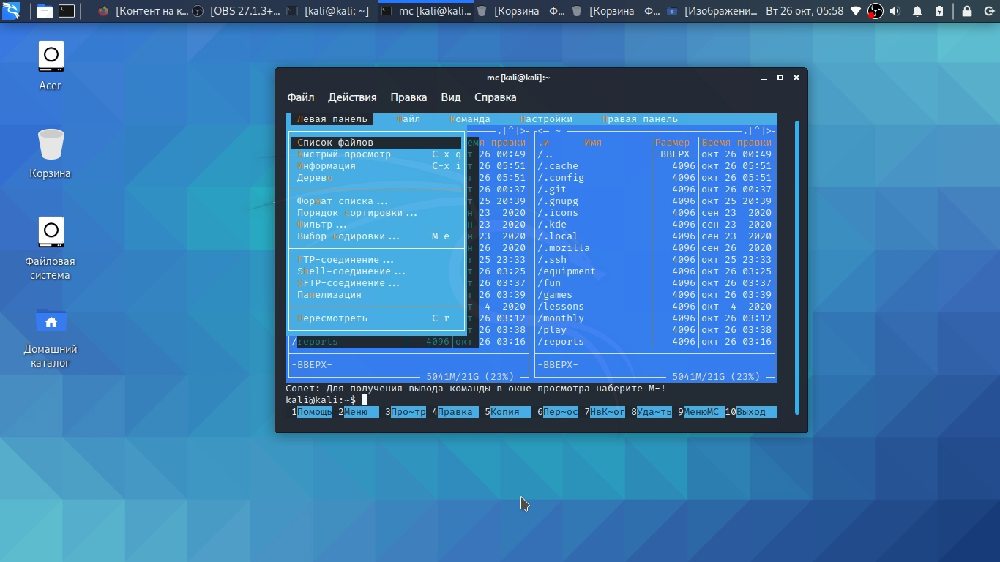 [Контент на к... [OBS 27.1.3+... [kali@kali: ~] mc [kali@kali... [Корзина - Ф... [Корзина - Ф... [Изображени... Вт 26 окт, 05:58
Acer
Корзина
Файловая
система
Домашний
каталог
mc [kali@kali]:~
Файл Действия Правка Вид Справка
Левая панель Файл Команда Настройки Правая панель
.[^]> <─ ~ .[^]>
Список файлов
Быстрый просмотр C-x q
Информация C-x i
Дерево
Формат списка...
Порядок сортировки...
Фильтр...
Выбор кодировки... M-e
FTP-соединение...
Shell-соединение...
SFTP-соединение...
Панелизация
Пересмотреть C-r
емя правки
т 26 00:49
т 26 05:51
т 26 05:51
т 26 00:37
т 25 20:39
н 23 2020
н 23 2020
н 23 2020
н 26 2020
т 25 23:33
т 26 03:25
т 26 03:37
т 26 03:39
т 4 2020
т 26 03:12
т 26 03:38
/reports 4096 окт 26 03:16
-ВВЕРХ-
5041M/21G (23%)
.и Имя Размер Время правки
/.. -ВВЕРХ- окт 26 00:49
/.cache 4096 окт 26 05:51
/.config 4096 окт 26 05:51
/.git 4096 окт 26 00:37
/.gnupg 4096 окт 25 20:39
/.icons 4096 сен 23 2020
/.kde 4096 сен 23 2020
/.local 4096 сен 23 2020
/.mozilla 4096 сен 26 2020
/.ssh 4096 окт 25 23:33
/equipment 4096 окт 26 03:25
/fun 4096 окт 26 03:37
/games 4096 окт 26 03:39
/lessons 4096 окт 4 2020
/monthly 4096 окт 26 03:12
/play 4096 окт 26 03:38
/reports 4096 окт 26 03:16
-ВВЕРХ-
5041M/21G (23%)
Совет: Для получения вывода команды в окне просмотра наберите M-!
kali@kali:~$
1Помощь 2Меню 3Про~тр 4Правка 5Копия 6Пер~ос 7НвК~ог 8Уда~ть 9МенюMC 10Выход